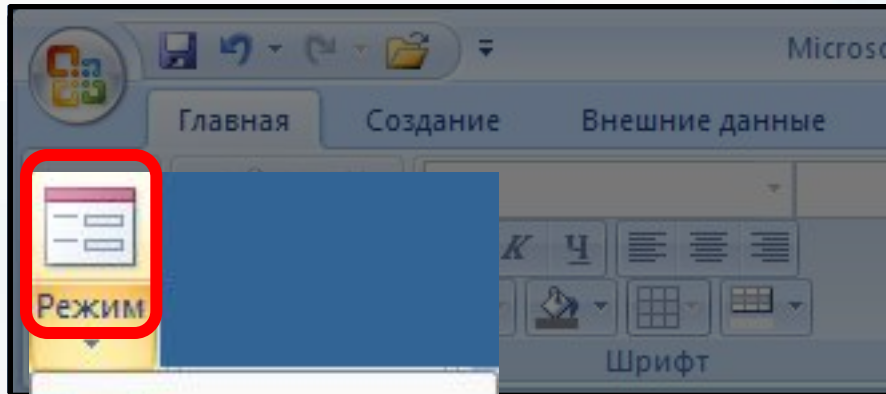 Microso
Главная Создание Внешние данные
К Ч
Режим
Шрифт